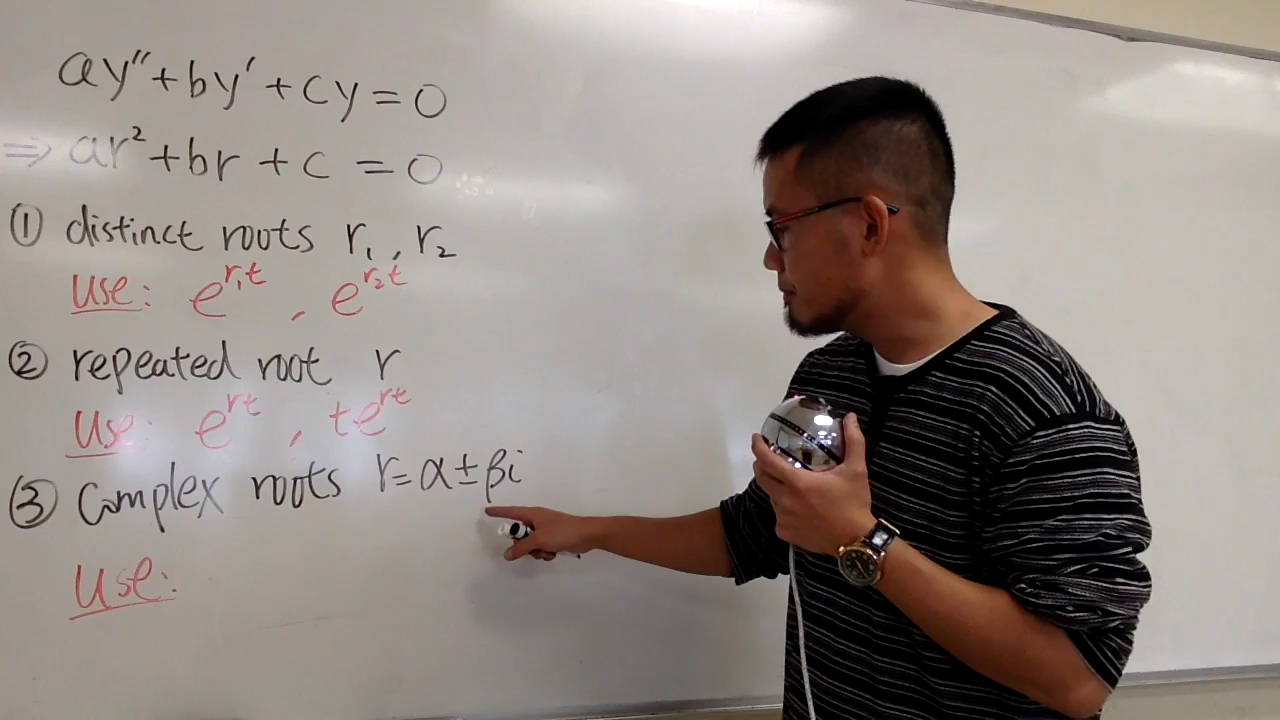 ay"+by'+cy=0
⇒ ar²+br+c=0
① distinct roots r₁, r₂
Use: e^{r₁t}, e^{r₂t}
② repeated root r
Use: e^{rt}, te^{rt}
③ Complex roots r=α±βi
Use: